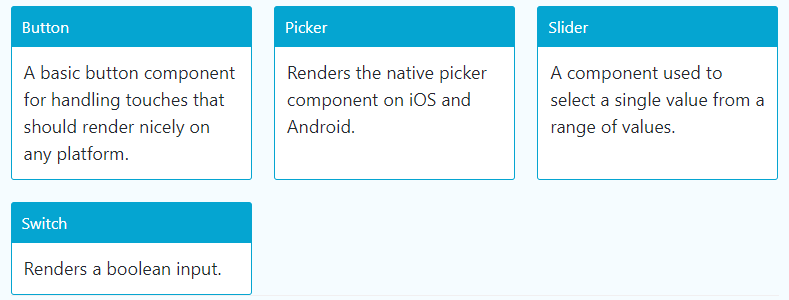 Button
A basic button component
for handling touches that
should render nicely on
any platform.
Picker
Renders the native picker
component on iOS and
Android.
Slider
A component used to
select a single value from a
range of values.
Switch
Renders a boolean input.